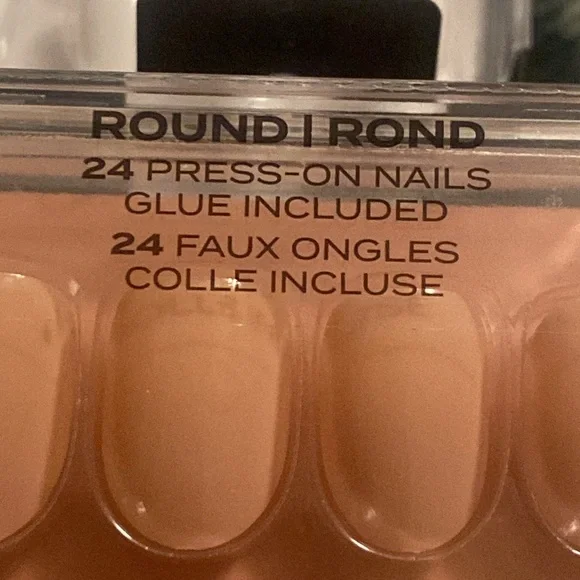 ROUND | ROND
24 PRESS-ON NAILS
GLUE INCLUDED
24 FAUX ONGLES
COLLE INCLUSE